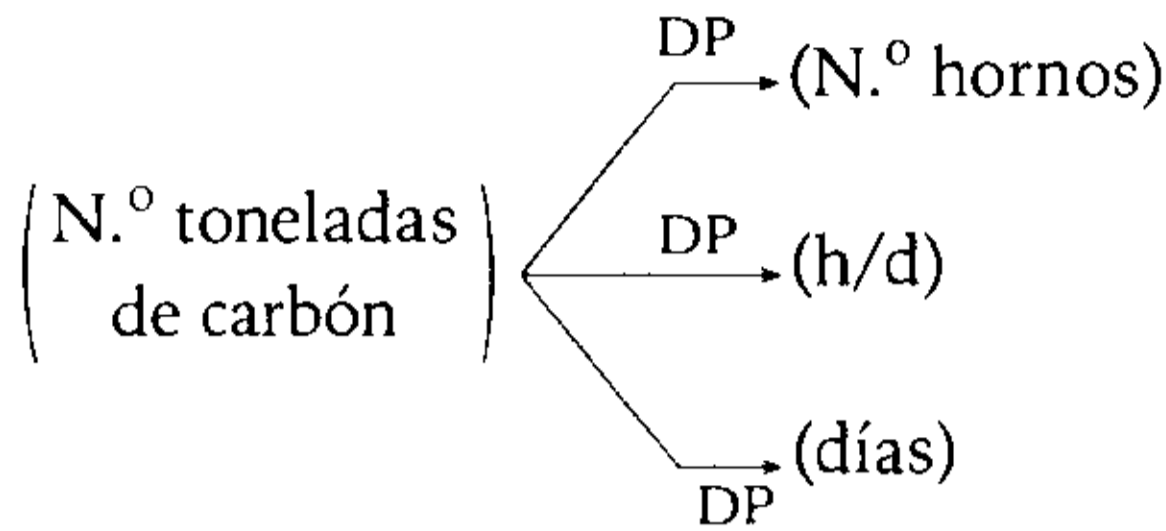 DP
(N.º hornos)
(N.º toneladas
de carbón)
DP
(h/d)
(días)
DP